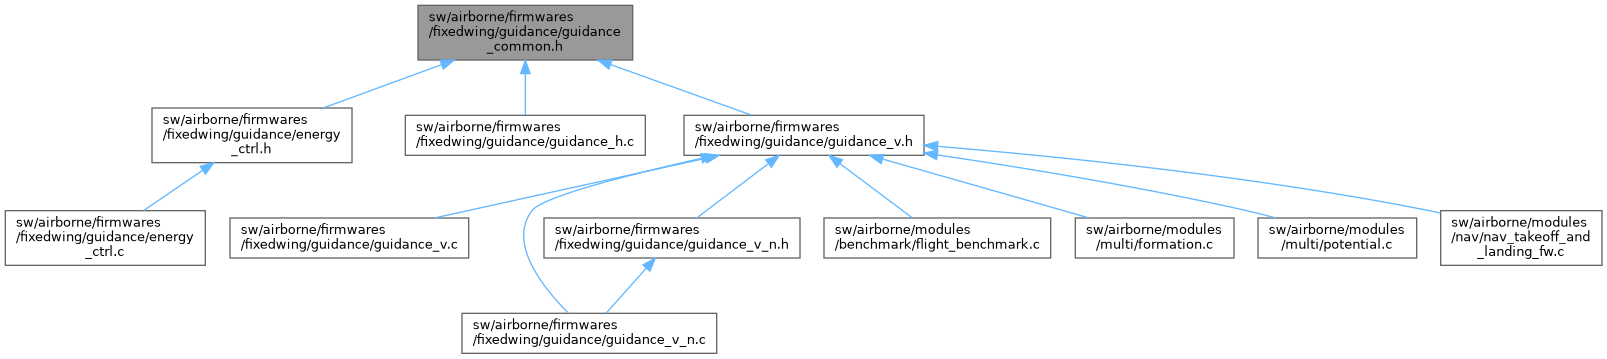 sw/airborne/firmwares
/fixedwing/guidance/guidance
_common.h
sw/airborne/firmwares
/fixedwing/guidance/energy
_ctrl.h
sw/airborne/firmwares
/fixedwing/guidance/guidance_h.c
sw/airborne/firmwares
/fixedwing/guidance/guidance_v.h
sw/airborne/firmwares
/fixedwing/guidance/energy
_ctrl.c
sw/airborne/firmwares
/fixedwing/guidance/guidance_v.c
sw/airborne/firmwares
/fixedwing/guidance/guidance_v_n.h
sw/airborne/modules
/benchmark/flight_benchmark.c
sw/airborne/modules
/multi/formation.c
sw/airborne/modules
/multi/potential.c
sw/airborne/modules
/nav/nav_takeoff_and
_landing_fw.c
sw/airborne/firmwares
/fixedwing/guidance/guidance_v_n.c